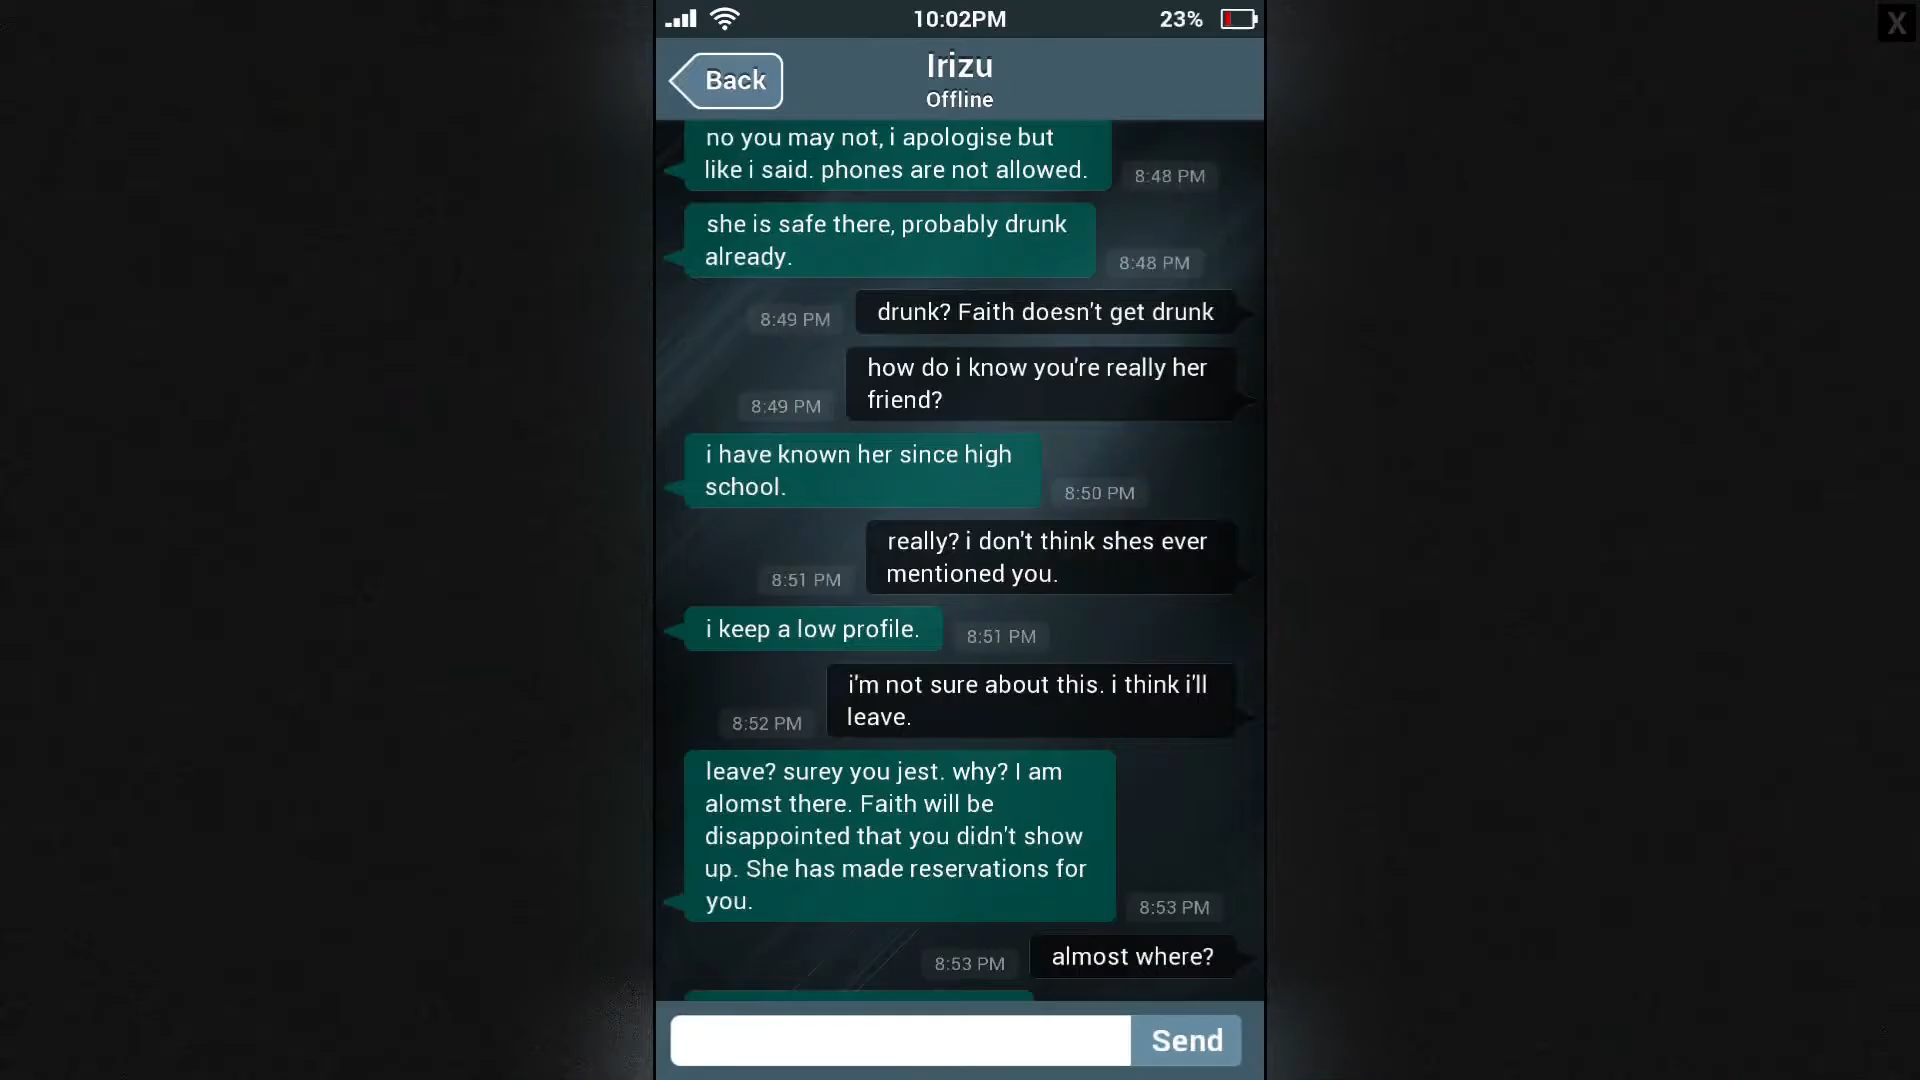 10:02PM
23%
X
Back
Irizu
Offline
no you may not, i apologise but
like i said. phones are not allowed.
8:48 PM
she is safe there, probably drunk
already.
8:48 PM
drunk? Faith doesn't get drunk
8:49 PM
how do i know you're really her
friend?
8:49 PM
i have known her since high
school.
8:50 PM
really? i don't think shes ever
mentioned you.
8:51 PM
i keep a low profile.
8:51 PM
i'm not sure about this. i think i'll
leave.
8:52 PM
leave? surey you jest. why? I am
alomst there. Faith will be
disappointed that you didn't show
up. She has made reservations for
you.
8:53 PM
almost where?
8:53 PM
Send